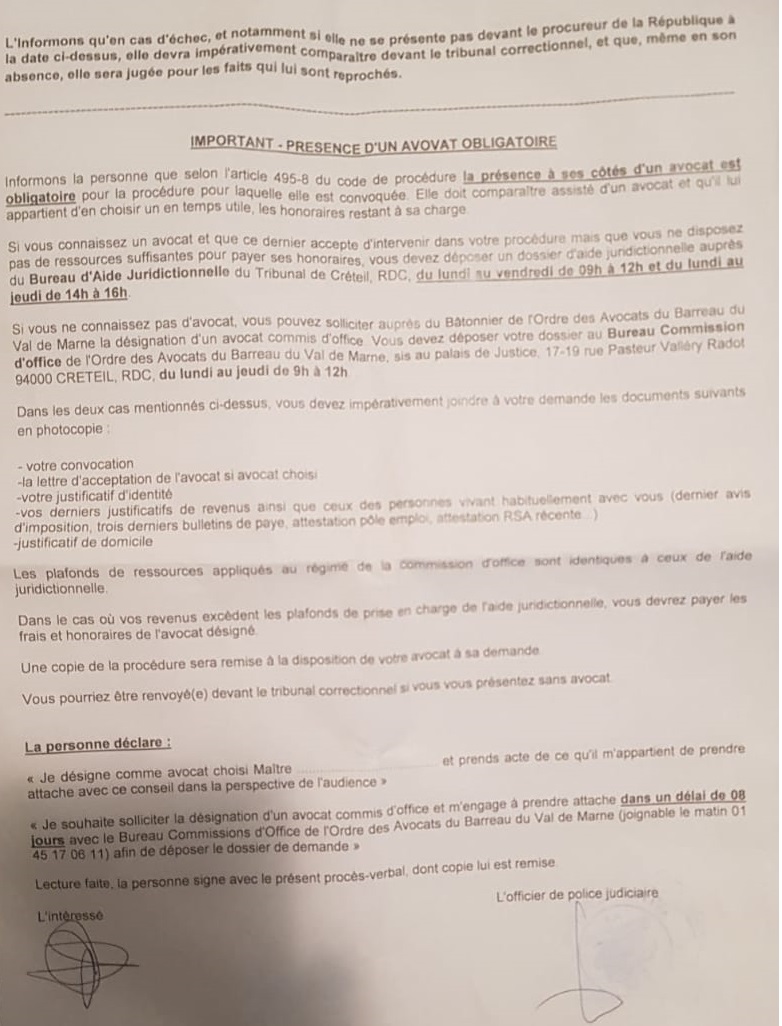 L'Informons qu'en cas d'échec, et notamment si elle ne se présente pas devant le procureur de la République à
la date ci-dessus, elle devra impérativement comparaître devant le tribunal correctionnel, et que, même en son
absence, elle sera jugée pour les faits qui lui sont reprochés.
IMPORTANT - PRESENCE D'UN AVOVAT OBLIGATOIRE
Informons la personne que selon l'article 495-8 du code de procédure la présence à ses côtés d'un avocat est
obligatoire pour la procédure pour laquelle elle est convoquée. Elle doit comparaître assisté d'un avocat et qu'il lui
appartient d'en choisir un en temps utile, les honoraires restant à sa charge.
Si vous connaissez un avocat et que ce dernier accepte d'intervenir dans votre procédure mais que vous ne disposez
pas de ressources suffisantes pour payer ses honoraires, vous devez déposer un dossier d'aide juridictionnelle auprès
du Bureau d'Aide Juridictionnelle du Tribunal de Créteil, RDC, du lundi au vendredi de 09h à 12h et du lundi au
jeudi de 14h à 16h.
Si vous ne connaissez pas d'avocat, vous pouvez solliciter auprès du Bâtonnier de l'Ordre des Avocats du Barreau du
Val de Marne la désignation d'un avocat commis d'office. Vous devez déposer votre dossier au Bureau Commission
d'office de l'Ordre des Avocats du Barreau du Val de Marne, sis au palais de Justice, 17-19 rue Pasteur Valléry Radot
94000 CRETEIL, RDC, du lundi au jeudi de 9h à 12h
Dans les deux cas mentionnés ci-dessus, vous devez impérativement joindre à votre demande les documents suivants
en photocopie :
- votre convocation
-la lettre d'acceptation de l'avocat si avocat choisi
-votre justificatif d'identité
-vos derniers justificatifs de revenus ainsi que ceux des personnes vivant habituellement avec vous (dernier avis
d'imposition, trois derniers bulletins de paye, attestation pôle emploi, attestation RSA récente...)
-justificatif de domicile
Les plafonds de ressources appliqués au régime de la commission d'office sont identiques à ceux de l'aide
juridictionnelle.
Dans le cas où vos revenus excèdent les plafonds de prise en charge de l'aide juridictionnelle, vous devrez payer les
frais et honoraires de l'avocat désigné.
Une copie de la procédure sera remise à la disposition de votre avocat à sa demande.
Vous pourriez être renvoyé(e) devant le tribunal correctionnel si vous vous présentez sans avocat.
La personne déclare :
« Je désigne comme avocat choisi Maître ........................ et prends acte de ce qu'il m'appartient de prendre
attache avec ce conseil dans la perspective de l'audience »
« Je souhaite solliciter la désignation d'un avocat commis d'office et m'engage à prendre attache dans un délai de 08
jours avec le Bureau Commissions d'Office de l'Ordre des Avocats du Barreau du Val de Marne (joignable le matin 01
45 17 06 11) afin de déposer le dossier de demande »
Lecture faite, la personne signe avec le présent procès-verbal, dont copie lui est remise.
L'officier de police judiciaire
L'intéressé